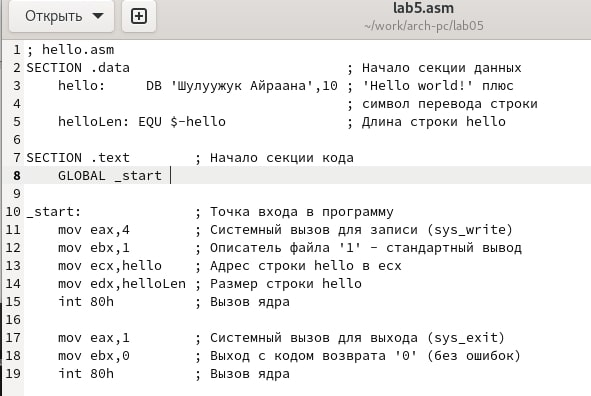 Открыть
lab5.asm
~/work/arch-pc/lab05
1 ; hello.asm
2 SECTION .data ; Начало секции данных
3 hello: DB 'Шулуужук Айраана',10 ; 'Hello world!' плюс
4 ; символ перевода строки
5 helloLen: EQU $-hello ; Длина строки hello
6
7 SECTION .text ; Начало секции кода
8 GLOBAL _start
9
10 _start: ; Точка входа в программу
11 mov eax,4 ; Системный вызов для записи (sys_write)
12 mov ebx,1 ; Описатель файла '1' - стандартный вывод
13 mov ecx,hello ; Адрес строки hello в ecx
14 mov edx,helloLen ; Размер строки hello
15 int 80h ; Вызов ядра
16
17 mov eax,1 ; Системный вызов для выхода (sys_exit)
18 mov ebx,0 ; Выход с кодом возврата '0' (без ошибок)
19 int 80h ; Вызов ядра